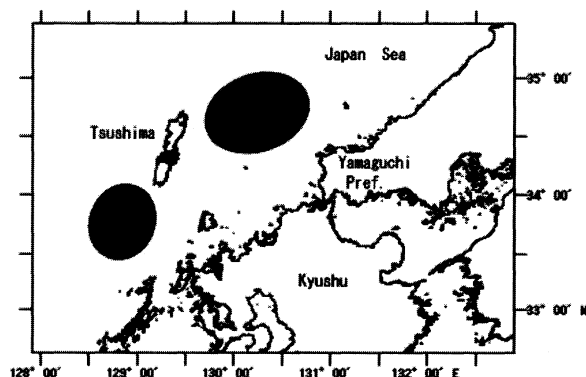 Japan Sea
35° 00′
Tsushima
Yamaguchi
Pref.
34° 00′
Kyushu
33° 00′ N
128° 00′ 129° 00′ 130° 00′ 131° 00′ 132° 00′ E